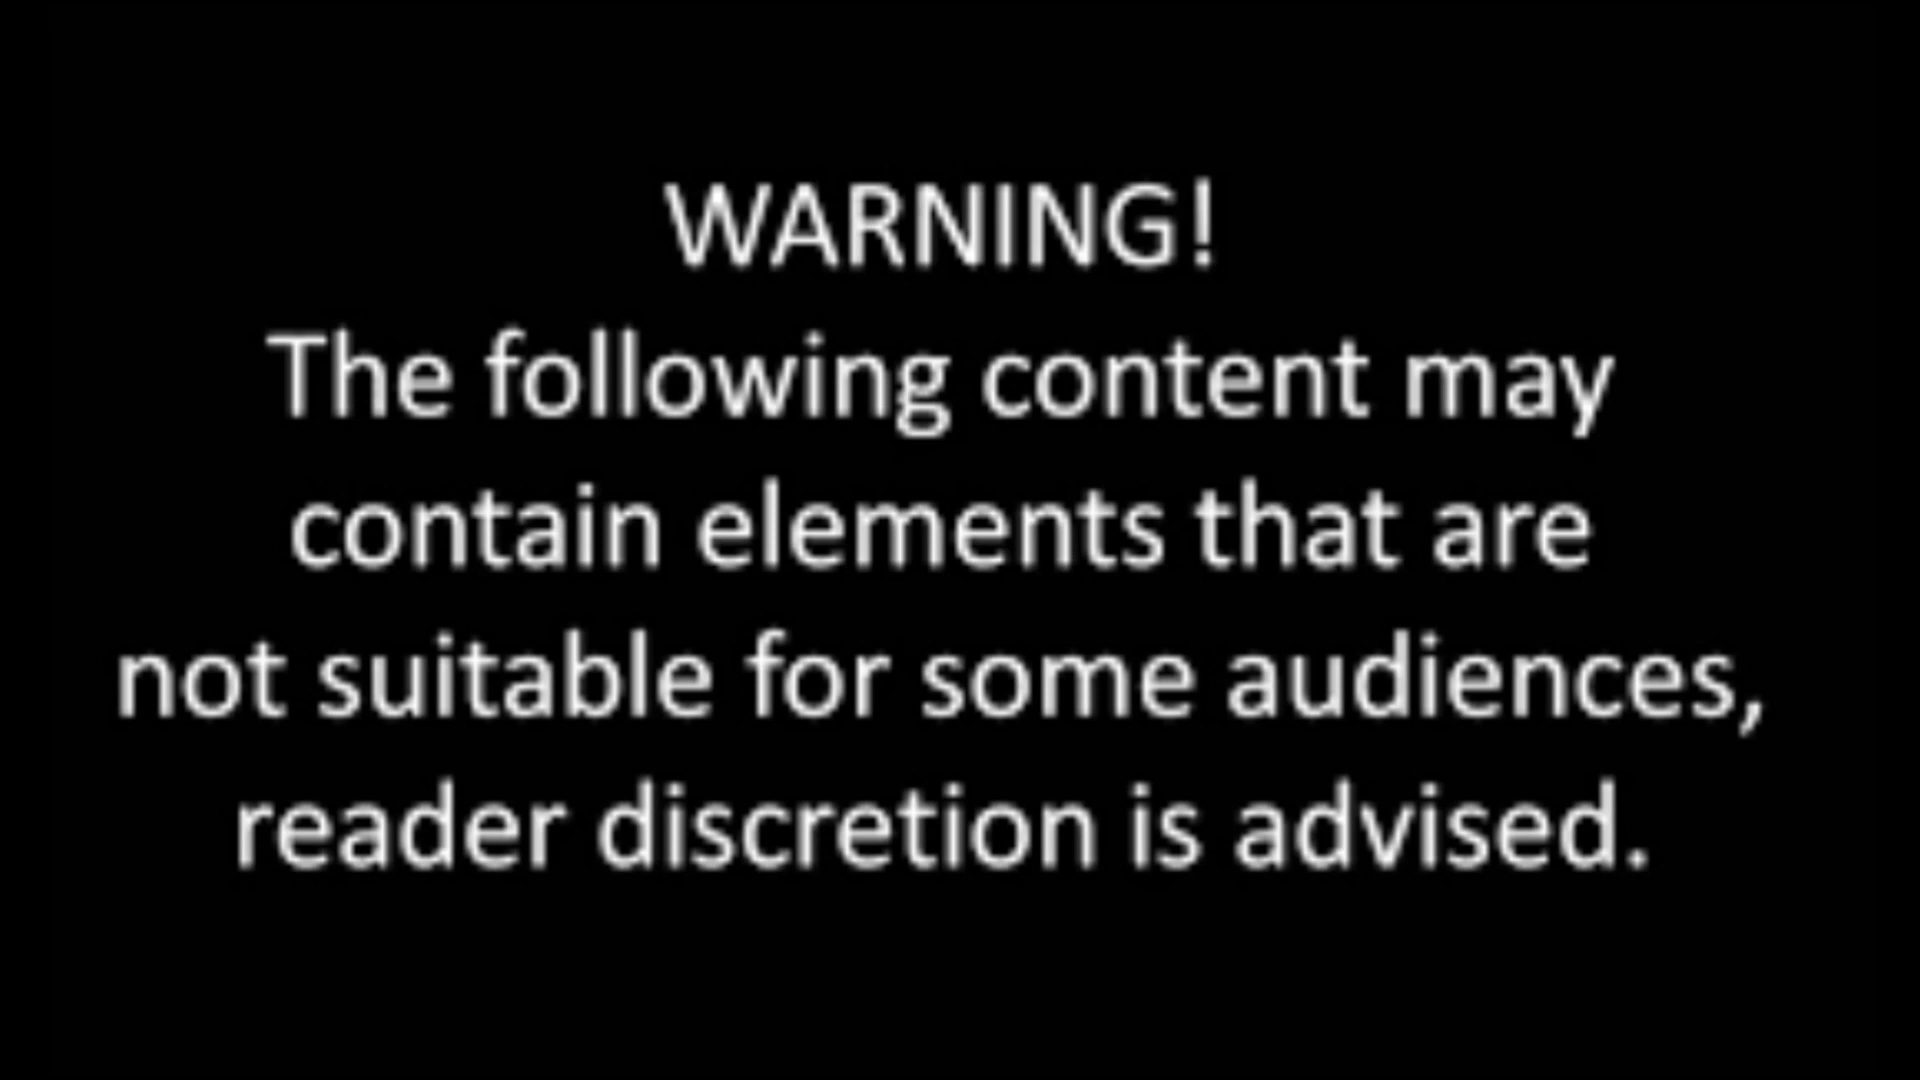 WARNING!
The following content may
contain elements that are
not suitable for some audiences,
reader discretion is advised.